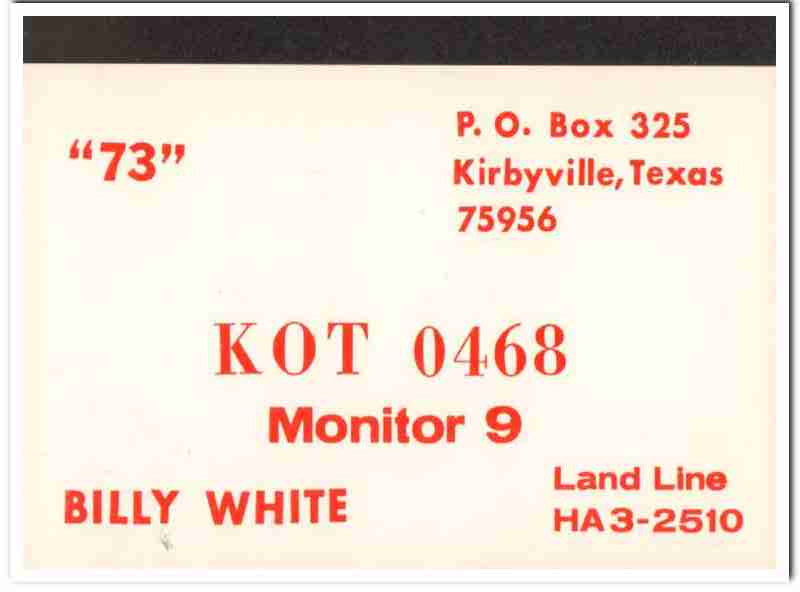 "73"
P. O. Box 325
Kirbyville, Texas
75956
KOT 0468
Monitor 9
BILLY WHITE
Land Line
HA3-2510